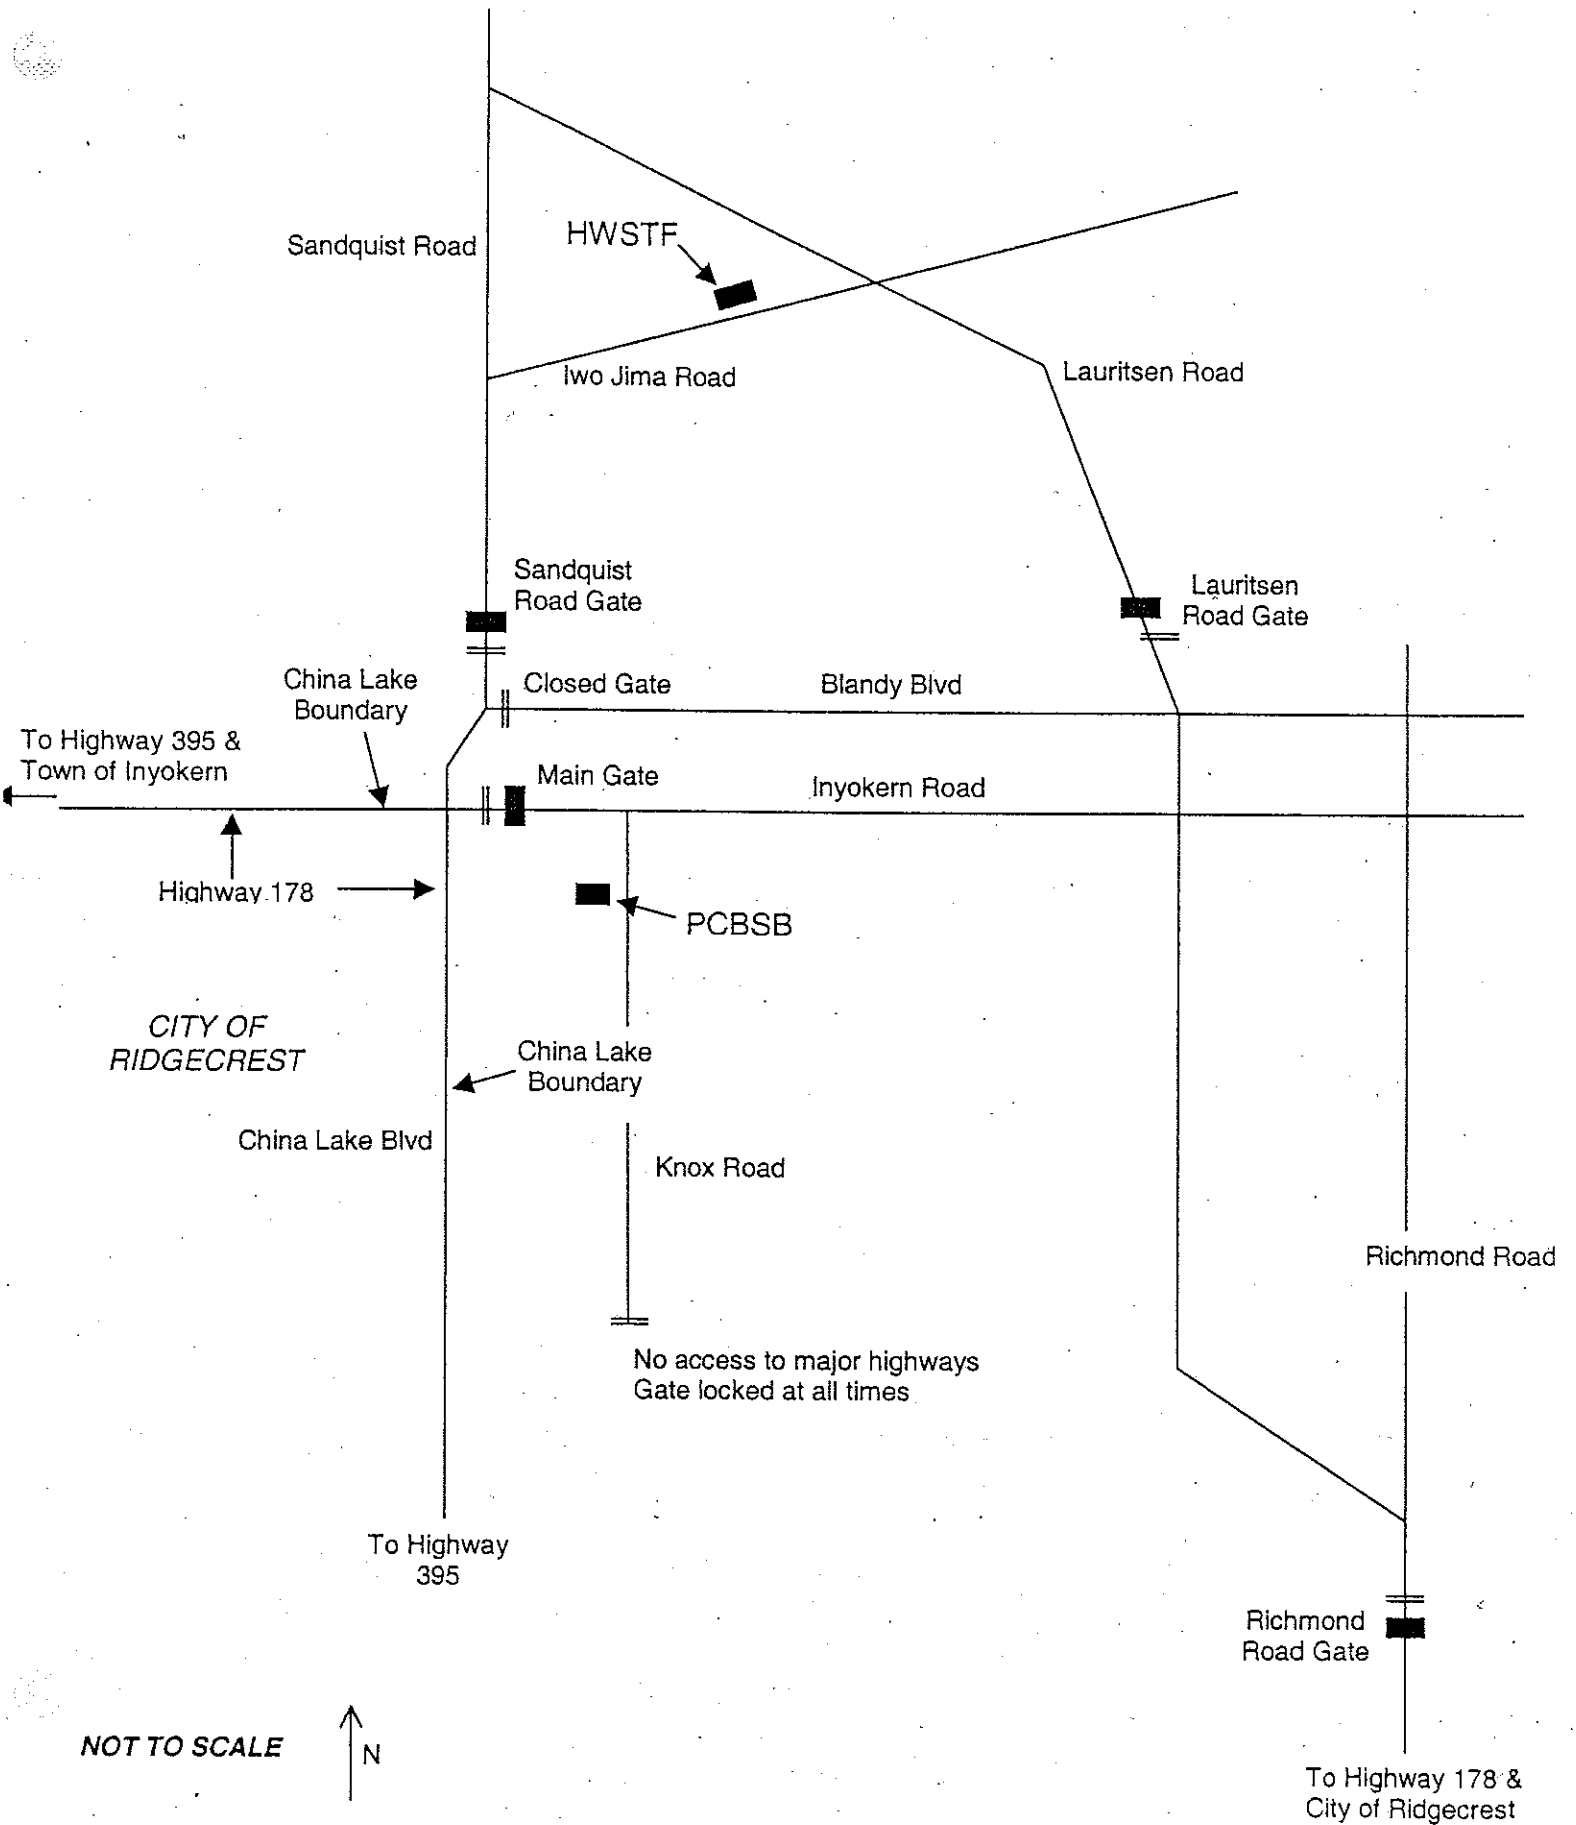 Sandquist Road
HWSTF
Iwo Jima Road
Lauritsen Road
Sandquist
Road Gate
Lauritsen
Road Gate
China Lake
Boundary
Closed Gate
Blandy Blvd
To Highway 395 &
Town of Inyokern
Main Gate
Inyokern Road
Highway 178
PCBSB
CITY OF
RIDGECREST
China Lake
Boundary
China Lake Blvd
Knox Road
Richmond Road
No access to major highways
Gate locked at all times
To Highway
395
Richmond
Road Gate
NOT TO SCALE
N
To Highway 178 &
City of Ridgecrest